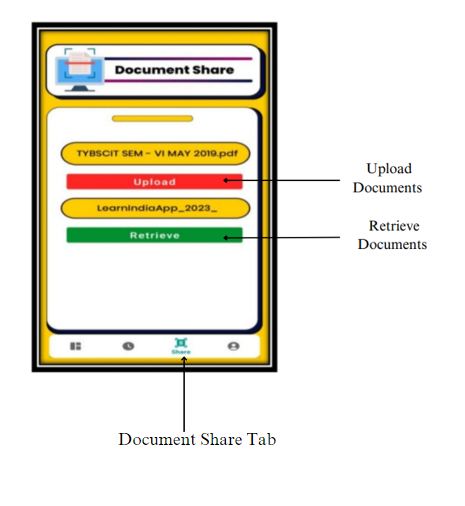 Document Share
TYBSCIT SEM - VI MAY 2019.pdf
Upload
LearnIndiaApp_2023_
Retrieve
Share
Upload
Documents
Retrieve
Documents
Document Share Tab